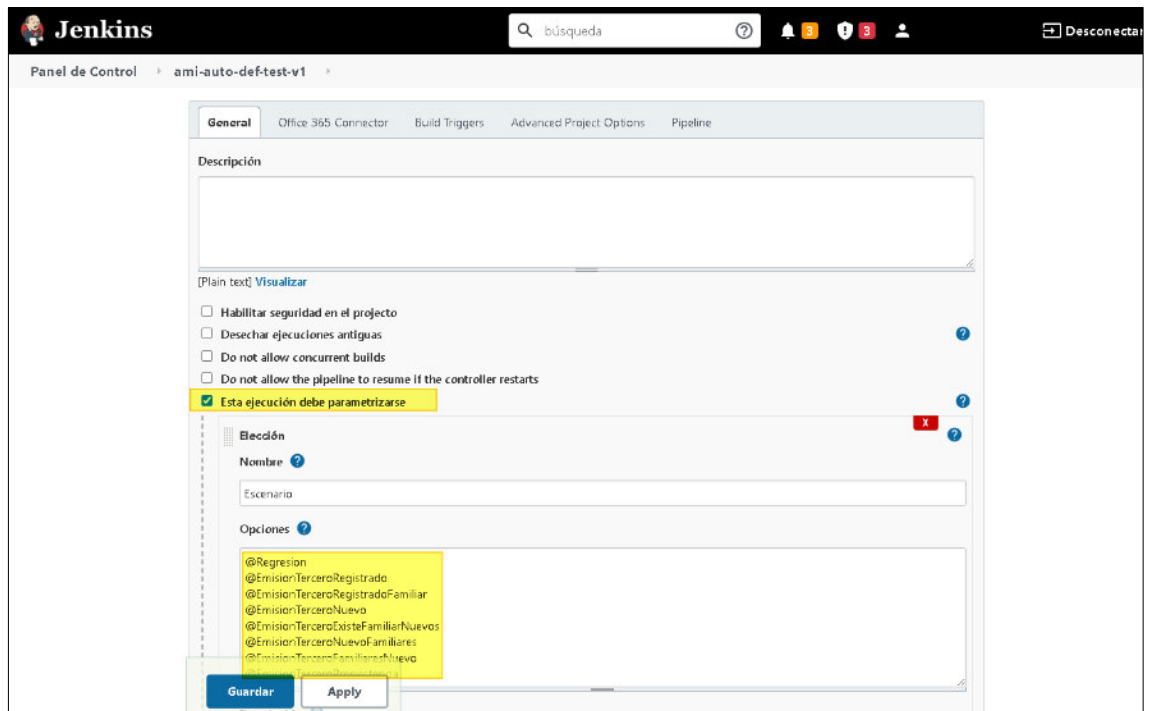 Jenkins
búsqueda
3
3
Desconectar
Panel de Control
ami-auto-def-test-v1
General
Office 365 Connector
Build Triggers
Advanced Project Options
Pipeline
Descripción
[Plain text] Visualizar
Habilitar seguridad en el projecto
Desechar ejecuciones antiguas
Do not allow concurrent builds
Do not allow the pipeline to resume if the controller restarts
Esta ejecución debe parametrizarse
X
Elección
Nombre
Escenario
Opciones
@Regresion
@EmisionTerceroRegistrado
@EmisionTerceroRegistradoFamiliar
@EmisionTerceroNuevo
@EmisionTerceroExisteFamiliarNuevos
@EmisionTerceroNuevoFamiliares
@EmisionTerceroFamiliaresNuevo
Guardar
Apply